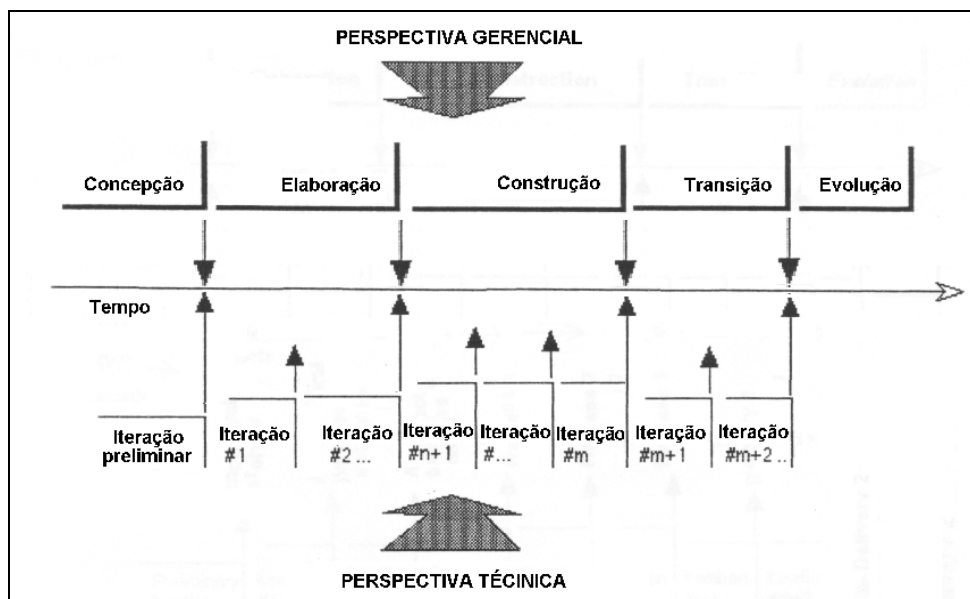 PERSPECTIVA GERENCIAL
Concepção
Elaboração
Construção
Transição
Evolução
Tempo
Iteração preliminar
Iteração #1
Iteração #2 ...
Iteração #n+1
Iteração #...
Iteração #m
Iteração #m+1
Iteração #m+2 ..
PERSPECTIVA TÉCINICA